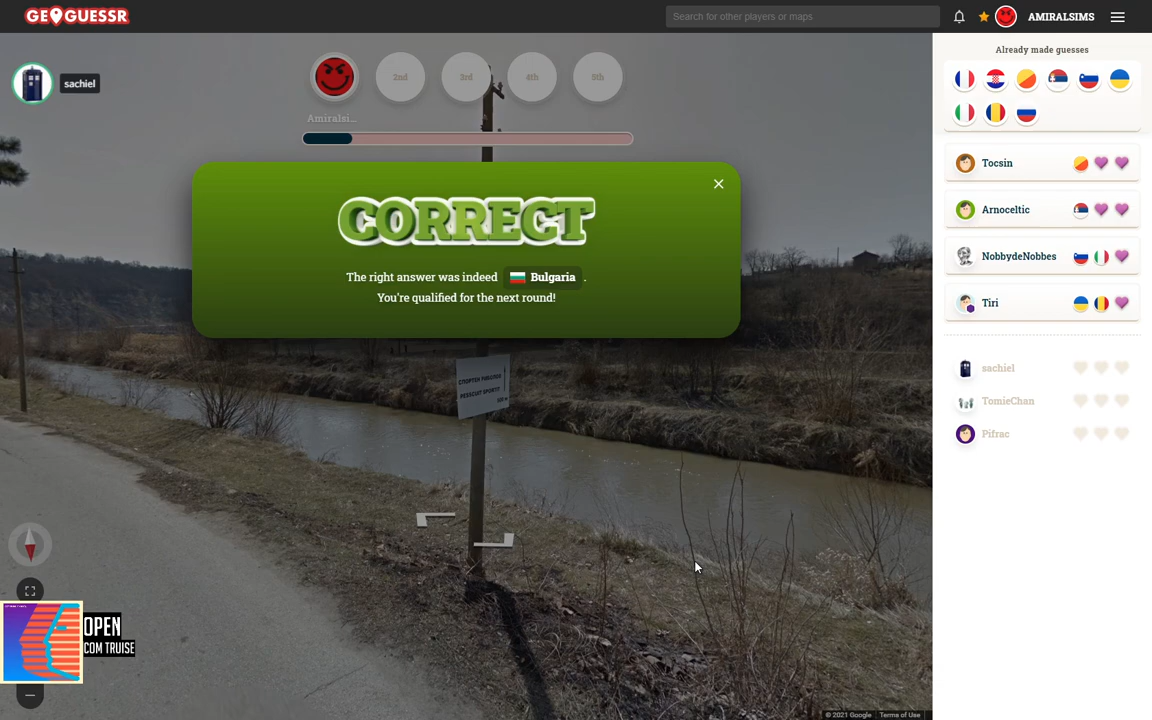 GEOGUESSR
Search for other players or maps
AMIRALSIMS
sachiel
2nd
3rd
4th
5th
Amiralsi...
Already made guesses
CORRECT
The right answer was indeed Bulgaria .
You're qualified for the next round!
Tocsin
Arnoceltic
NobbydeNobbes
Tiri
sachiel
TomieChan
Pifrac
СПОРТЕН РИБОЛОВ
OPEN
COM TRUISE
© 2021 Google
Terms of Use